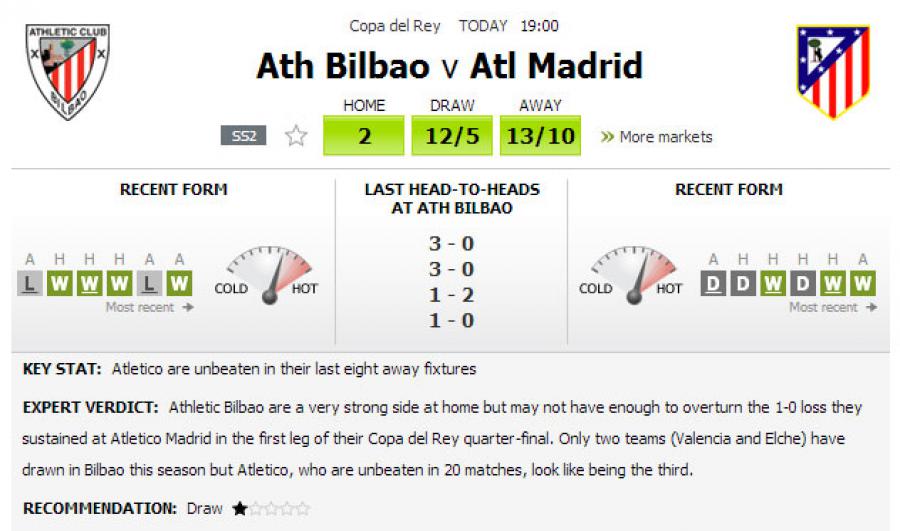 ATHLETIC CLUB
BILBAO
Copa del Rey TODAY 19:00
Ath Bilbao v Atl Madrid
HOME DRAW AWAY
SS2 2 12/5 13/10 » More markets
RECENT FORM
A H H H A A
L W W W L W
Most recent →
COLD HOT
LAST HEAD-TO-HEADS
AT ATH BILBAO
3 - 0
3 - 0
1 - 2
1 - 0
RECENT FORM
COLD HOT
A H H H H A
D D W D W W
Most recent →
KEY STAT: Atletico are unbeaten in their last eight away fixtures
EXPERT VERDICT: Athletic Bilbao are a very strong side at home but may not have enough to overturn the 1-0 loss they
sustained at Atletico Madrid in the first leg of their Copa del Rey quarter-final. Only two teams (Valencia and Elche) have
drawn in Bilbao this season but Atletico, who are unbeaten in 20 matches, look like being the third.
RECOMMENDATION: Draw ★☆☆☆☆